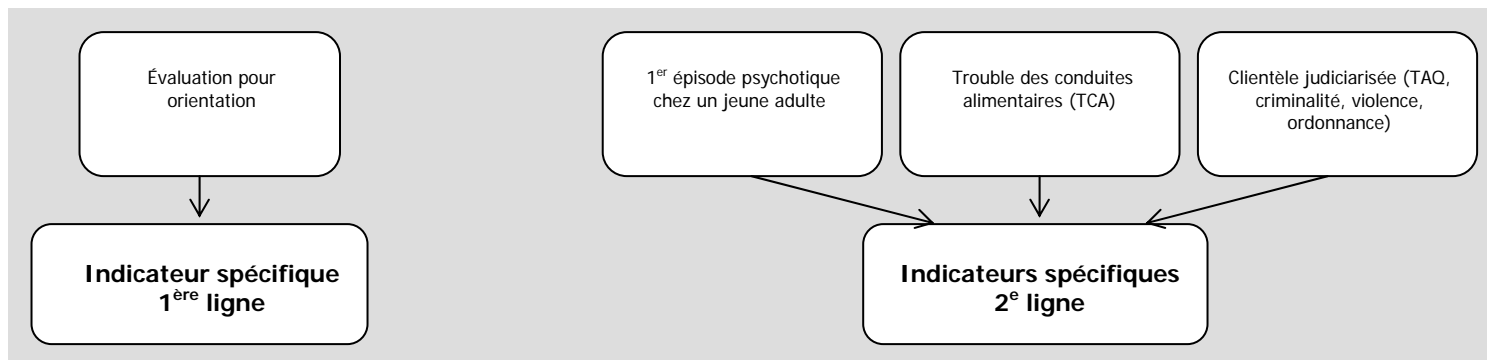 Évaluation pour
orientation
1er épisode psychotique
chez un jeune adulte
Trouble des conduites
alimentaires (TCA)
Clientèle judiciarisée (TAQ,
criminalité, violence,
ordonnance)
Indicateur spécifique
1ère ligne
Indicateurs spécifiques
2e ligne